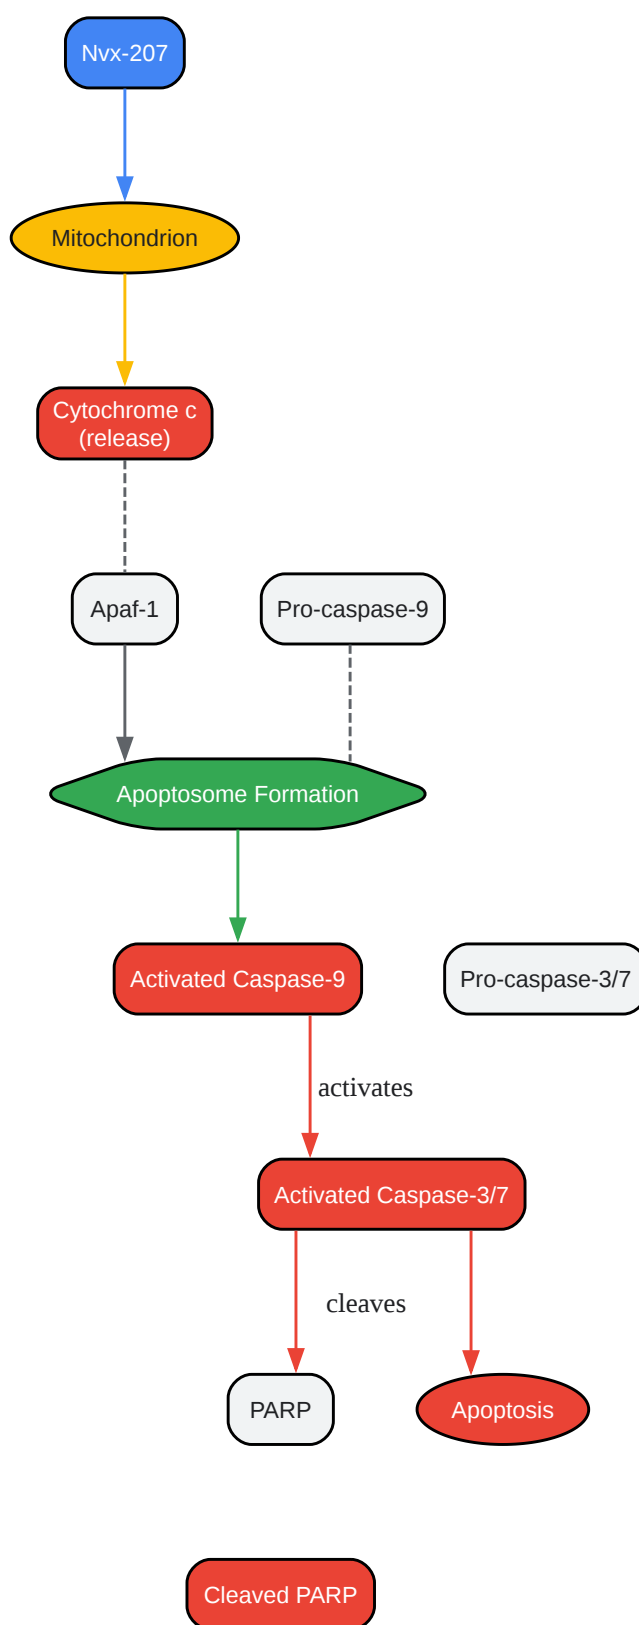 Nvx-207
Mitochondrion
Cytochrome c
(release)
Apaf-1
Pro-caspase-9
Apoptosome Formation
Activated Caspase-9
Pro-caspase-3/7
activates
Activated Caspase-3/7
cleaves
PARP
Apoptosis
Cleaved PARP